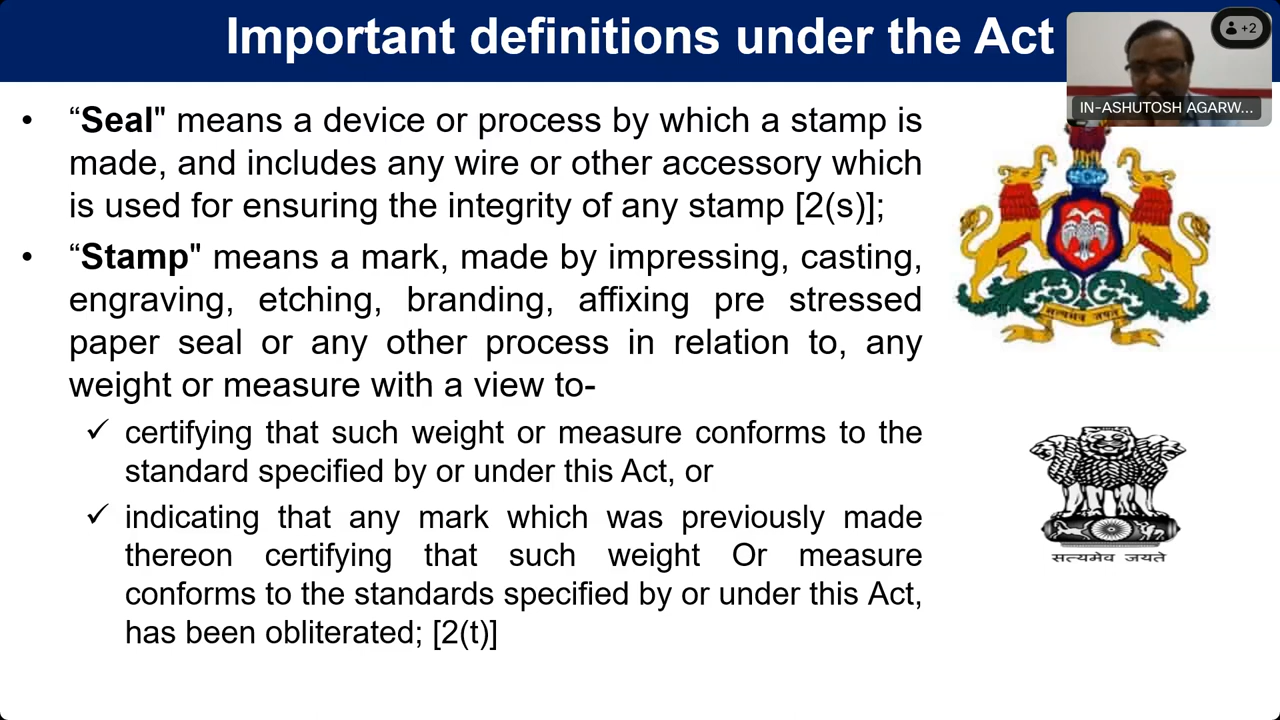 Important definitions under the Act
+2
IN-ASHUTOSH AGARW...
• “Seal" means a device or process by which a stamp is
made, and includes any wire or other accessory which
is used for ensuring the integrity of any stamp [2(s)];
• “Stamp" means a mark, made by impressing, casting,
engraving, etching, branding, affixing pre stressed
paper seal or any other process in relation to, any
weight or measure with a view to-
✓ certifying that such weight or measure conforms to the
standard specified by or under this Act, or
✓ indicating that any mark which was previously made
thereon certifying that such weight Or measure
conforms to the standards specified by or under this Act,
has been obliterated; [2(t)]
सत्यमेव जयते
सत्यमेव जयते